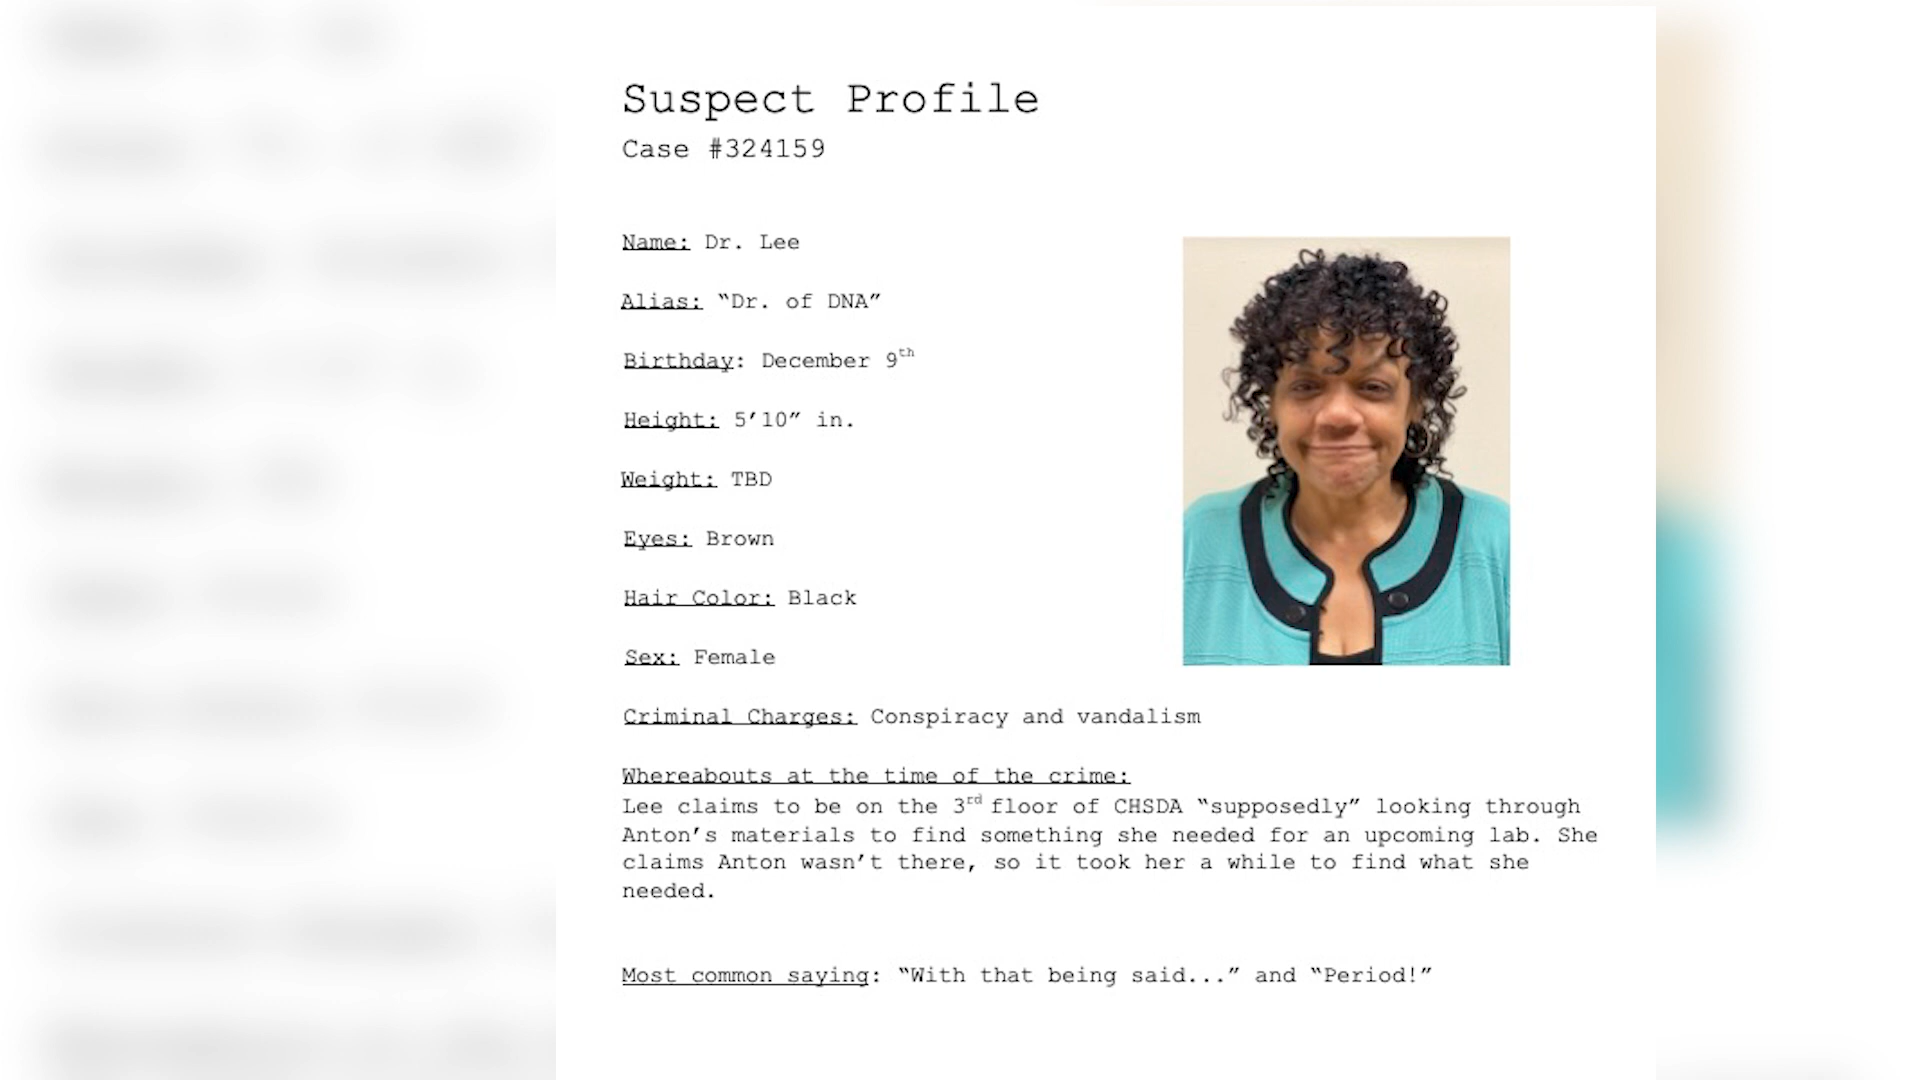 Suspect Profile
Case #324159
Name: Dr. Lee
Alias: “Dr. of DNA”
Birthday: December 9th
Height: 5’10” in.
Weight: TBD
Eyes: Brown
Hair Color: Black
Sex: Female
Criminal Charges: Conspiracy and vandalism
Whereabouts at the time of the crime:
Lee claims to be on the 3rd floor of CHSDA “supposedly” looking through
Anton’s materials to find something she needed for an upcoming lab. She
claims Anton wasn’t there, so it took her a while to find what she
needed.
Most common saying: “With that being said...” and “Period!”